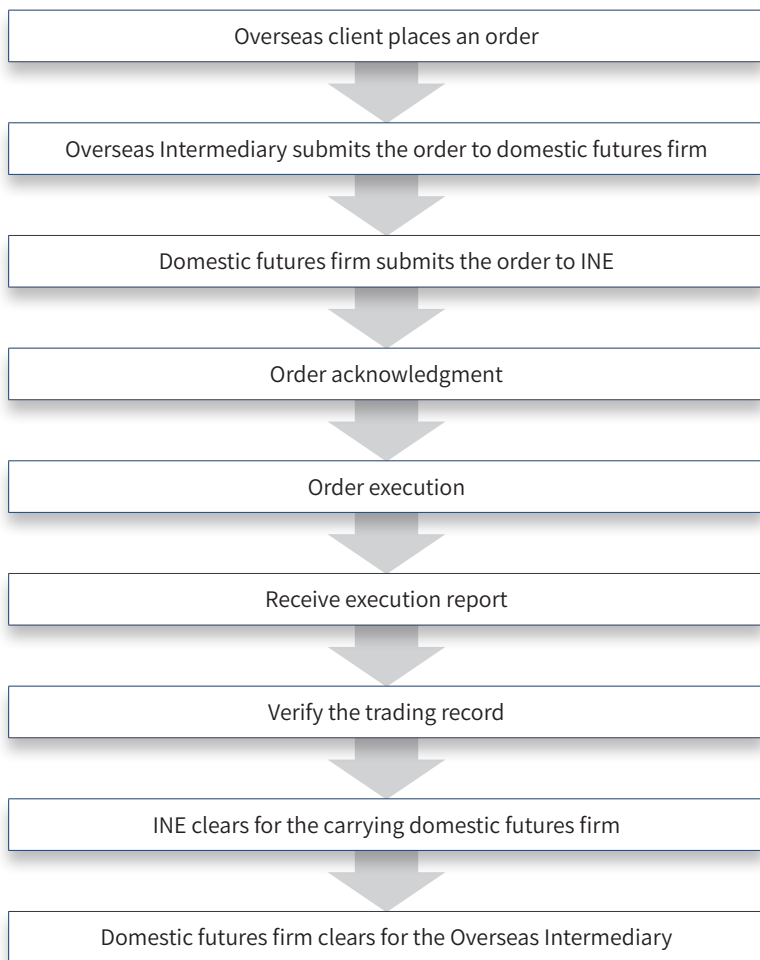 Overseas client places an order
Overseas Intermediary submits the order to domestic futures firm
Domestic futures firm submits the order to INE
Order acknowledgment
Order execution
Receive execution report
Verify the trading record
INE clears for the carrying domestic futures firm
Domestic futures firm clears for the Overseas Intermediary